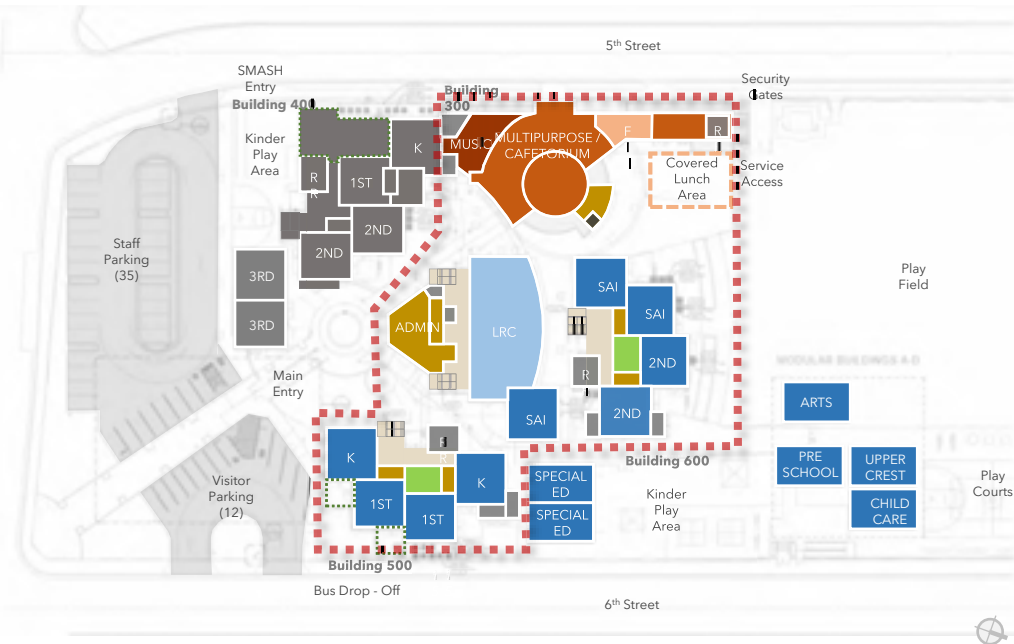 5th Street
SMASH
Entry
Building 400
Building
300
Security
Gates
Kinder
Play
Area
K
MUSIC
MULTIPURPOSE /
CAFETORIUM
F
R
R
R
1ST
Covered
Lunch
Area
Service
Access
2ND
2ND
Staff
Parking
(35)
3RD
3RD
SAI
SAI
Play
Field
ADMIN
LRC
2ND
R
MODULAR BUILDINGS A-D
Main
Entry
2ND
SAI
ARTS
K
R
Building 600
PRE
SCHOOL
UPPER
CREST
Visitor
Parking
(12)
K
SPECIAL
ED
Kinder
Play
Area
Play
Courts
1ST
1ST
SPECIAL
ED
CHILD
CARE
Building 500
Bus Drop - Off
6th Street